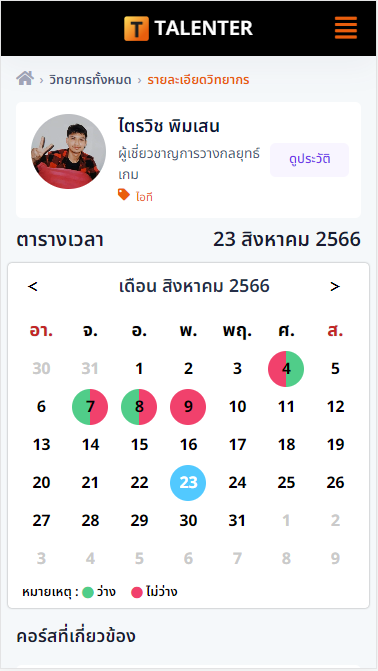 T TALENTER
› วิทยากรทั้งหมด › รายละเอียดวิทยากร
ไตรวิช พิมเสน
ผู้เชี่ยวชาญการวางกลยุทธ์
เกม
ไอที
ดูประวัติ
ตารางเวลา 23 สิงหาคม 2566
< เดือน สิงหาคม 2566 >
อา. จ. อ. พ. พฤ. ศ. ส.
30 31 1 2 3 4 5
6 7 8 9 10 11 12
13 14 15 16 17 18 19
20 21 22 23 24 25 26
27 28 29 30 31 1 2
3 4 5 6 7 8 9
หมายเหตุ : ว่าง ไม่ว่าง
คอร์สที่เกี่ยวข้อง